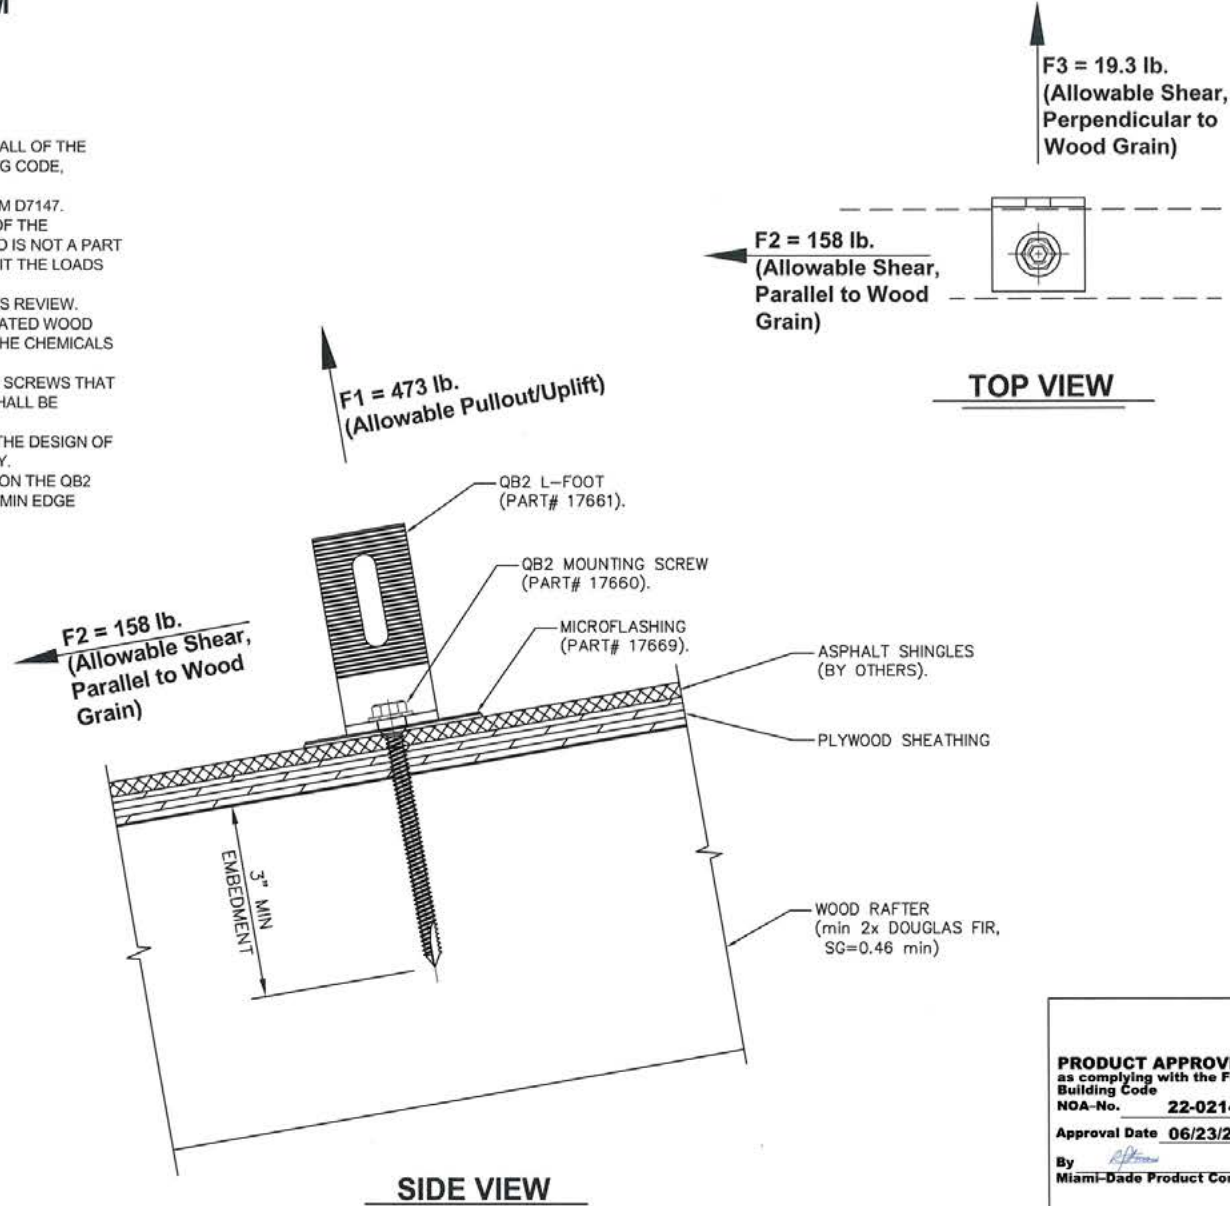 ALL OF THE
G CODE,
M D7147.
OF THE
D IS NOT A PART
IT THE LOADS
S REVIEW.
ATED WOOD
HE CHEMICALS
SCREWS THAT
HALL BE
THE DESIGN OF
Y.
ON THE QB2
MIN EDGE
F3 = 19.3 lb.
(Allowable Shear,
Perpendicular to
Wood Grain)
F2 = 158 lb.
(Allowable Shear,
Parallel to Wood
Grain)
TOP VIEW
F1 = 473 lb.
(Allowable Pullout/Uplift)
QB2 L-FOOT
(PART# 17661).
QB2 MOUNTING SCREW
(PART# 17660).
MICROFLASHING
(PART# 17669).
F2 = 158 lb.
(Allowable Shear,
Parallel to Wood
Grain)
ASPHALT SHINGLES
(BY OTHERS).
PLYWOOD SHEATHING
3" MIN
EMBEDMENT
WOOD RAFTER
(min 2x DOUGLAS FIR,
SG=0.46 min)
SIDE VIEW
PRODUCT APPROV
as complying with the F
Building Code
NOA-No. 22-021
Approval Date 06/23/2
By
Miami-Dade Product Con